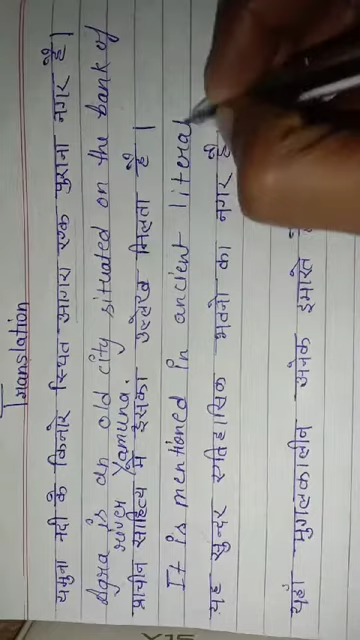 Translation
यमुना नदी के किनारे स्थित आगरा एक पुराना नगर है।
Agra is an old city situated on the bank of
river Yamuna.
प्राचीन साहित्य में इसका उल्लेख मिलता है।
It is mentioned in ancient literat
यह सुन्दर एतिहासिक भवनो का नगर है
यहाँ मुगलकालीन अनेक इमारते